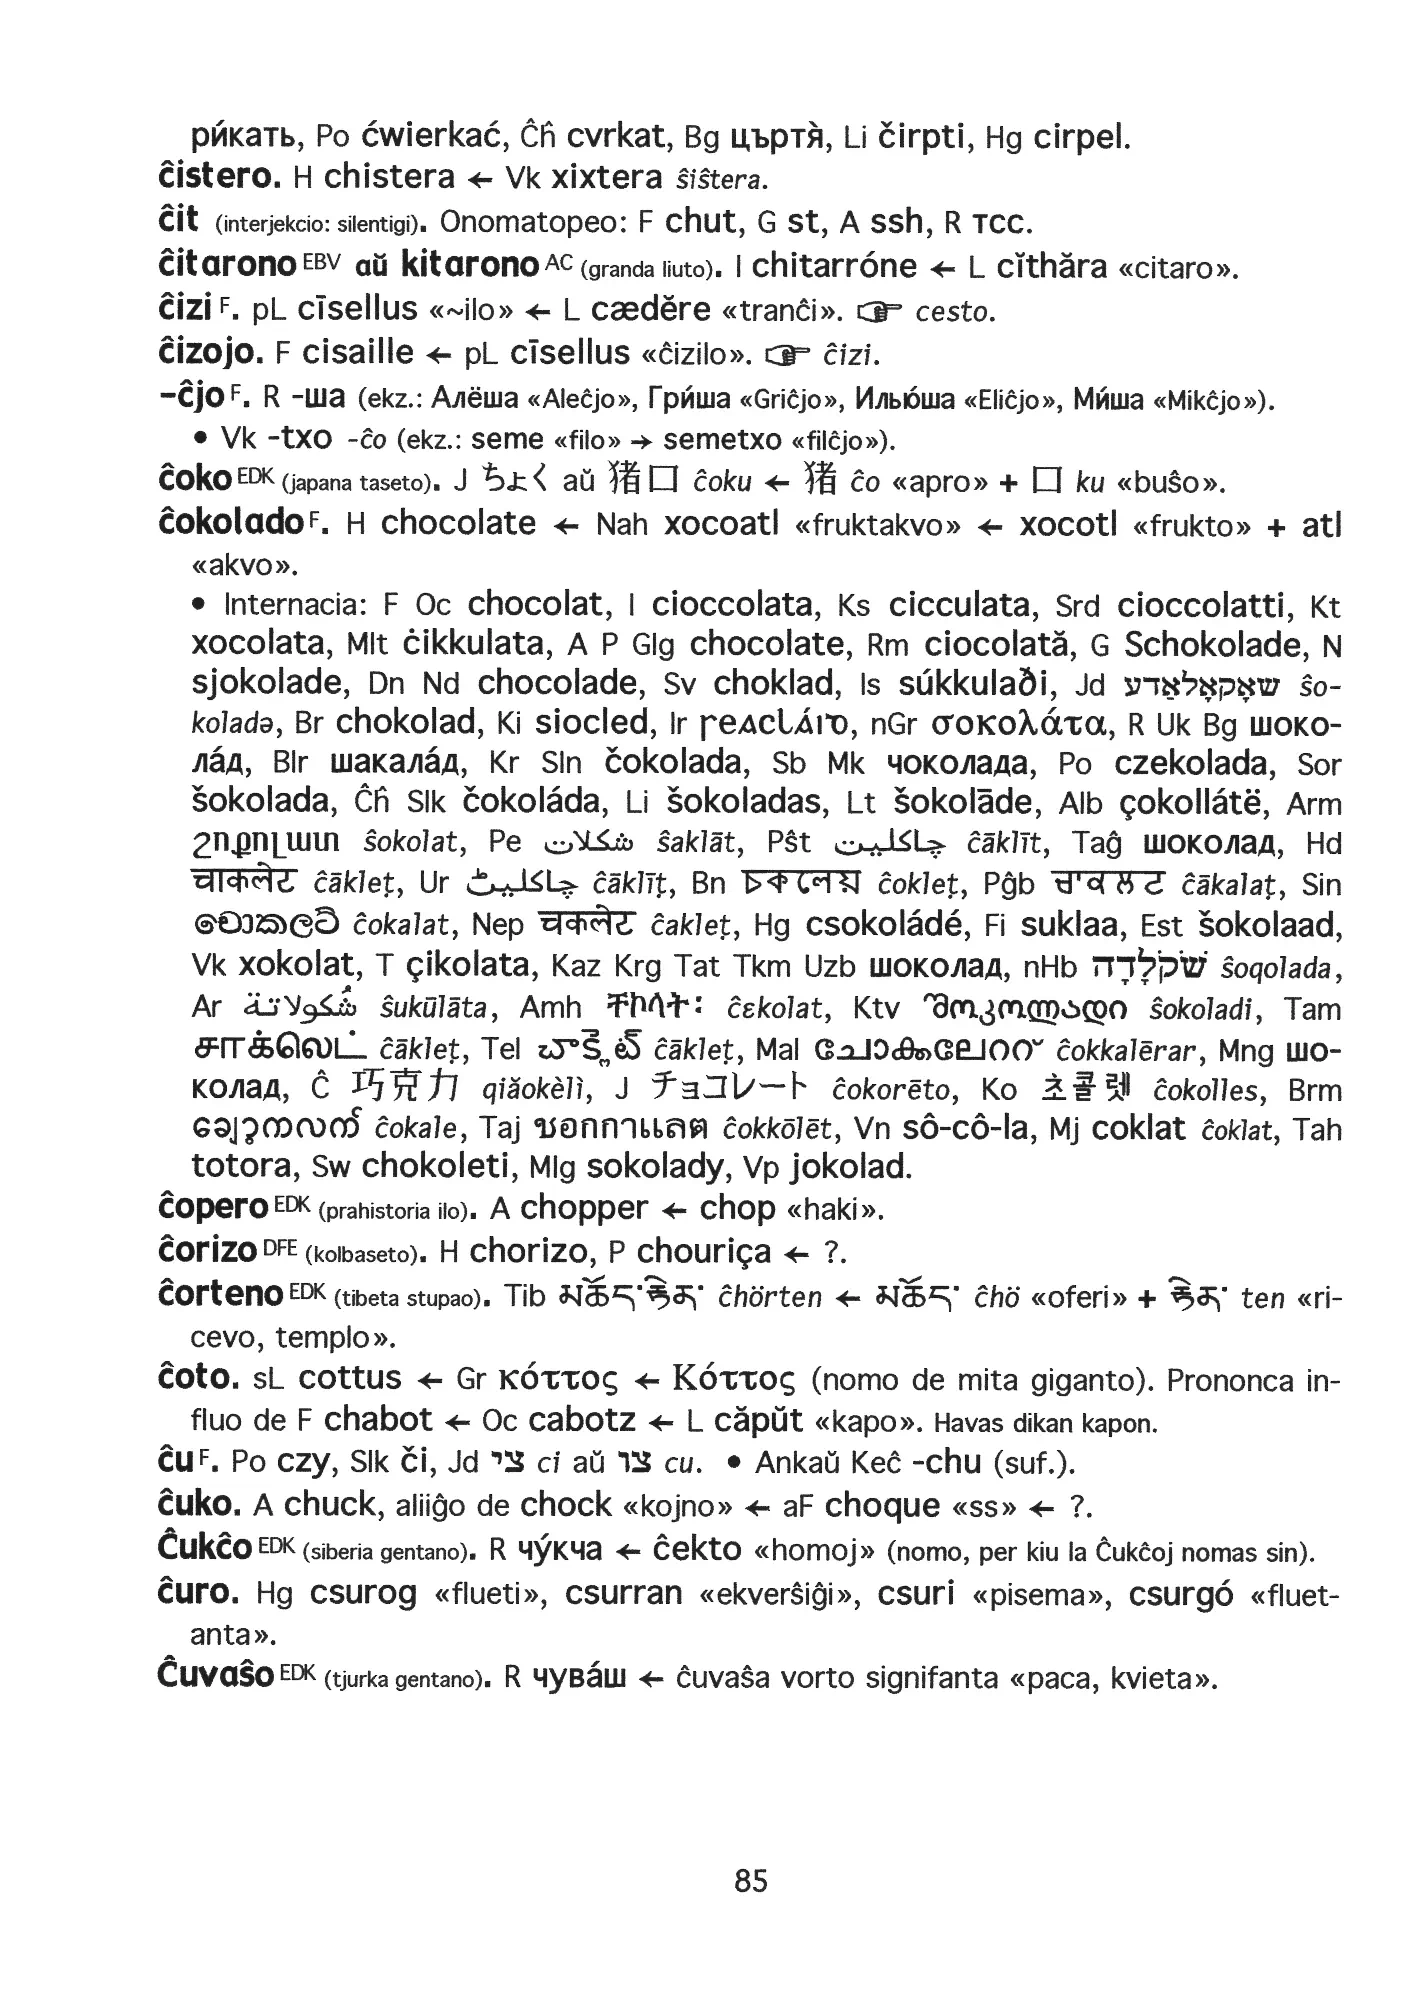 ри́кать, Po ćwierkać, Ĉĥ cvrkat, Bg църтя̀, Li čirpti, Hg cirpel.
ĉistero. H chistera ← Vk xixtera ŝiŝtera.
ĉit (interjekcio: silentigi). Onomatopeo: F chut, G st, A ssh, R тсс.
ĉitarono EBV aŭ kitarono AC (granda liuto). I chitarróne ← L cĭthăra «citaro».
ĉizi F. pL cīsellus «~ilo» ← L cædĕre «tranĉi». ☞ cesto.
ĉizojo. F cisaille ← pL cīsellus «ĉizilo». ☞ ĉizi.
-ĉjo F. R -ша (ekz.: Алёша «Aleĉjo», Гри́ша «Griĉjo», Илью́ша «Eliĉjo», Ми́ша «Mikĉjo»).
• Vk -txo -ĉo (ekz.: seme «filo» → semetxo «filĉjo»).
ĉoko EDK (japana taseto). J ちょく aŭ 猪口 ĉoku ← 猪 ĉo «apro» + 口 ku «buŝo».
ĉokolado F. H chocolate ← Nah xocoatl «fruktakvo» ← xocotl «frukto» + atl
«akvo».
• Internacia: F Oc chocolat, I cioccolata, Ks cicculata, Srd cioccolatti, Kt
xocolata, Mlt ċikkulata, A P Glg chocolate, Rm ciocolată, G Schokolade, N
sjokolade, Dn Nd chocolade, Sv choklad, Is súkkulaði, Jd שאָקאָלאַדע ŝo-
koladə, Br chokolad, Ki siocled, Ir reacláid, nGr σοκολάτα, R Uk Bg шоко-
ла́д, Blr шакала́д, Kr Sln čokolada, Sb Mk чоколада, Po czekolada, Sor
šokolada, Ĉĥ Slk čokoláda, Li šokoladas, Lt šokolāde, Alb çokollátë, Arm
շոքոլատ ŝokolat, Pe شکلات ŝaklāt, Pŝt چاکلیت ĉāklīt, Taĝ шоколад, Hd
चाकलेट ĉākleṭ, Ur چاکلیٹ ĉāklīṭ, Bn চকলেট ĉokleṭ, Pĝb ਚਾਕਲਟ ĉākalaṭ, Sin
චොකලට් ĉokalat, Nep चकलेट ĉakleṭ, Hg csokoládé, Fi suklaa, Est šokolaad,
Vk xokolat, T çikolata, Kaz Krg Tat Tkm Uzb шоколад, nHb שׁוֹקֹלָדָה ŝoqolada,
Ar شُكولاتة ŝukūlāta, Amh ቸኮላት፡ ĉɛkolat, Ktv შოკოლადი ŝokoladi, Tam
சாக்லெட் ĉākleṭ, Tel చాక్లెట్ ĉākleṭ, Mal ചോക്കലേററ് ĉokkalērar, Mng шо-
колад, Ĉ 巧克力 qiǎokèlì, J チョコレート ĉokorēto, Ko 초콜렛 ĉokolles, Brm
ချော့ကလက် ĉokale, Taj ชอกกาแลต ĉokkōlēt, Vn sô-cô-la, Mj coklat ĉoklat, Tah
totora, Sw chokoleti, Mlg sokolady, Vp jokolad.
ĉopero EDK (prahistoria ilo). A chopper ← chop «haki».
ĉorizo DFE (kolbaseto). H chorizo, P chouriça ← ?.
ĉorteno EDK (tibeta stupao). Tib མཆོད་རྟེན་ ĉhörten ← མཆོད་ ĉhö «oferi» + རྟེན་ ten «ri-
cevo, templo».
ĉoto. sL cottus ← Gr κόττος ← Κόττος (nomo de mita giganto). Prononca in-
fluo de F chabot ← Oc cabotz ← L căpŭt «kapo». Havas dikan kapon.
ĉu F. Po czy, Slk či, Jd צי ci aŭ צו cu. • Ankaŭ Keĉ -chu (suf.).
ĉuko. A chuck, aliiĝo de chock «kojno» ← aF choque «ss» ← ?.
Ĉukĉo EDK (siberia gentano). R чу́кча ← ĉekto «homoj» (nomo, per kiu la Ĉukĉoj nomas sin).
ĉuro. Hg csurog «flueti», csurran «ekverŝiĝi», csuri «pisema», csurgó «fluet-
anta».
Ĉuvaŝo EDK (tjurka gentano). R чува́ш ← ĉuvaŝa vorto signifanta «paca, kvieta».
85